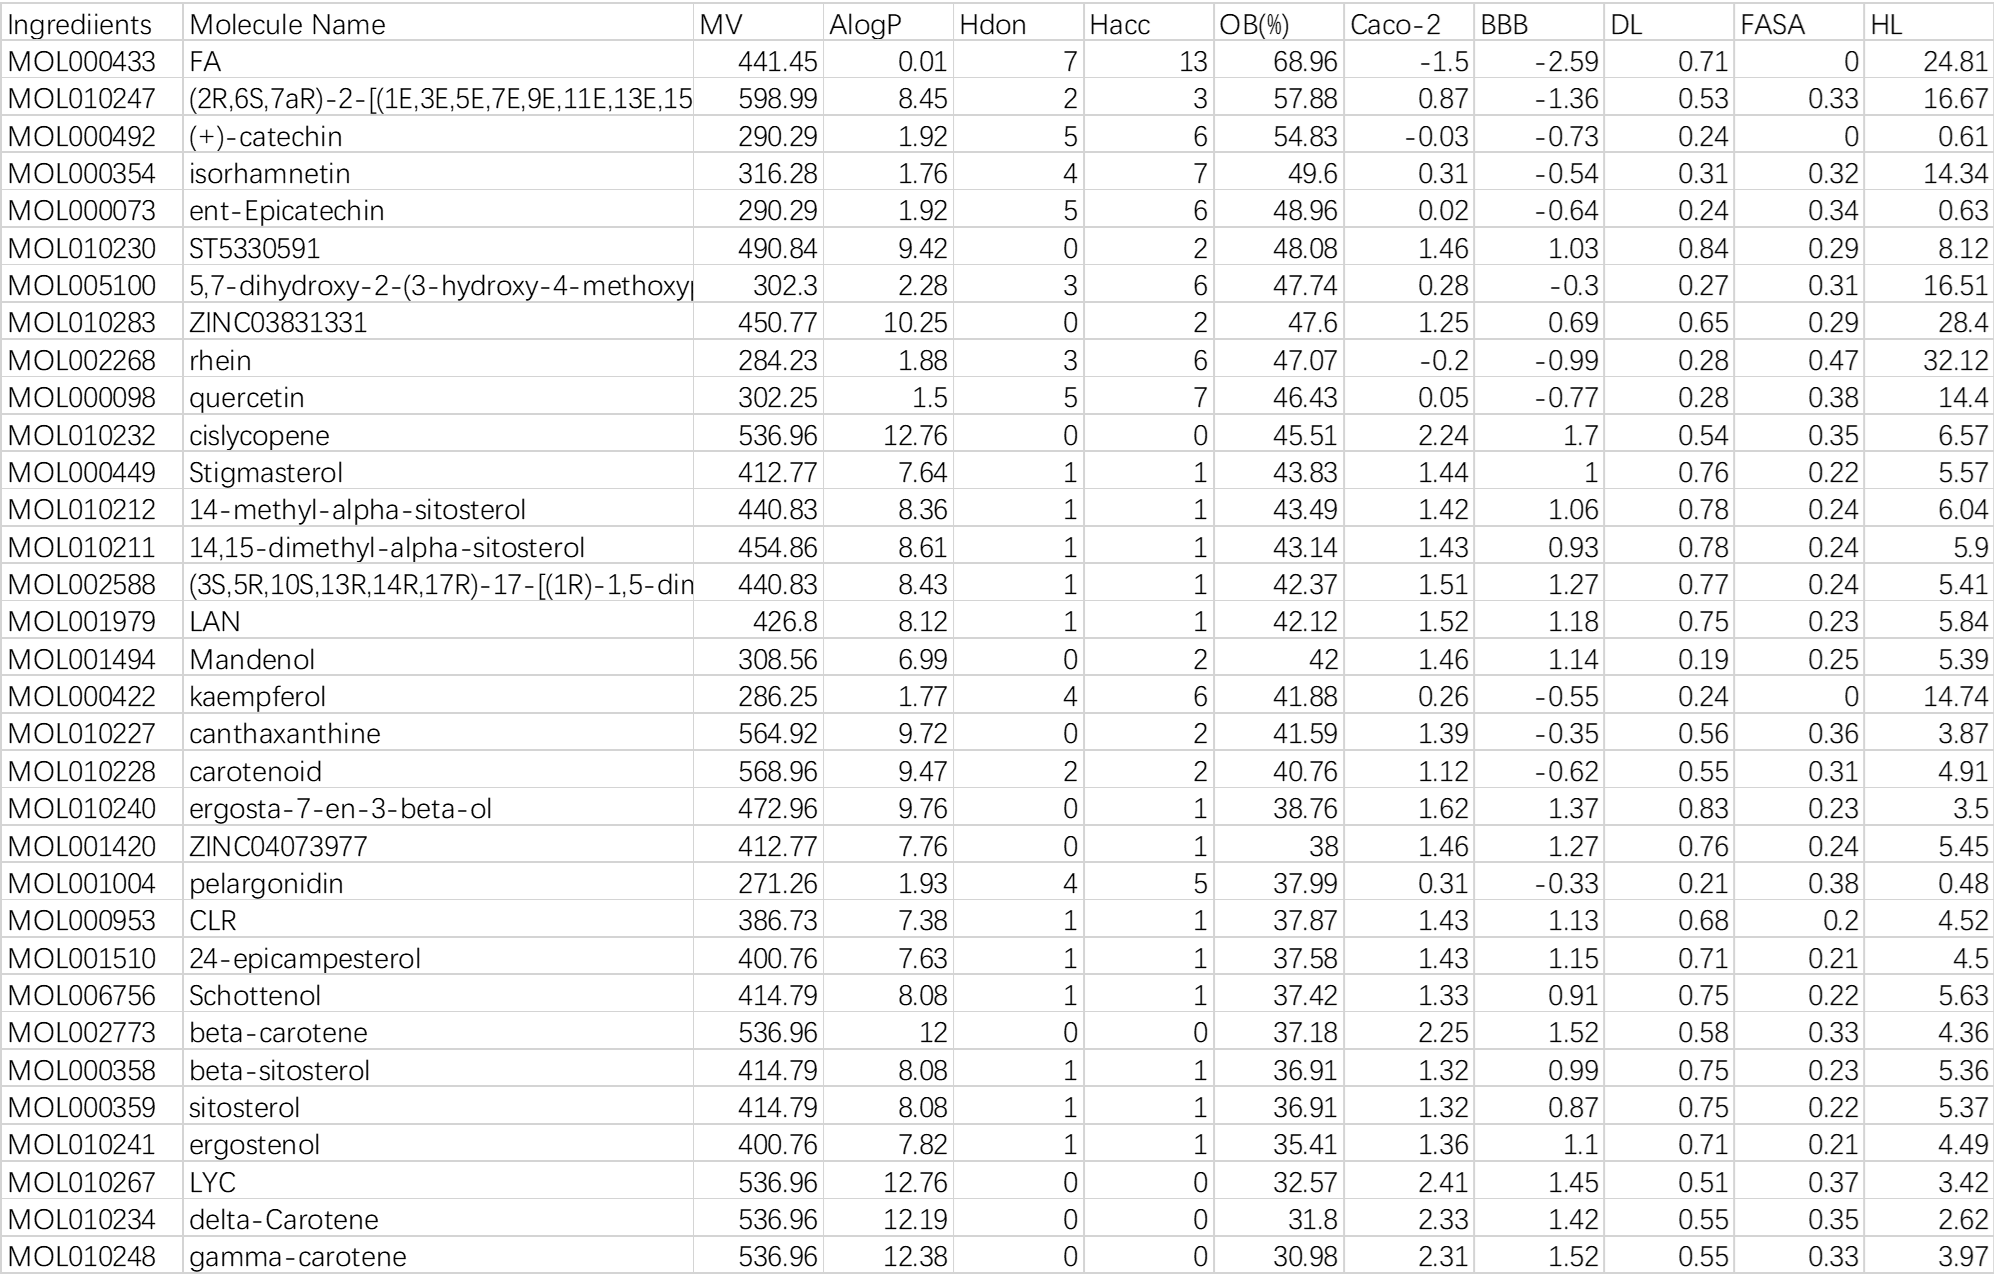 Ingrediients Molecule Name MV AlogP Hdon Hacc OB(%) Caco-2 BBB DL FASA HL
MOL000433 FA 441.45 0.01 7 13 68.96 -1.5 -2.59 0.71 0 24.81
MOL010247 (2R,6S,7aR)-2-[(1E,3E,5E,7E,9E,11E,13E,15 598.99 8.45 2 3 57.88 0.87 -1.36 0.53 0.33 16.67
MOL000492 (+)-catechin 290.29 1.92 5 6 54.83 -0.03 -0.73 0.24 0 0.61
MOL000354 isorhamnetin 316.28 1.76 4 7 49.6 0.31 -0.54 0.31 0.32 14.34
MOL000073 ent-Epicatechin 290.29 1.92 5 6 48.96 0.02 -0.64 0.24 0.34 0.63
MOL010230 ST5330591 490.84 9.42 0 2 48.08 1.46 1.03 0.84 0.29 8.12
MOL005100 5,7-dihydroxy-2-(3-hydroxy-4-methoxyp 302.3 2.28 3 6 47.74 0.28 -0.3 0.27 0.31 16.51
MOL010283 ZINC03831331 450.77 10.25 0 2 47.6 1.25 0.69 0.65 0.29 28.4
MOL002268 rhein 284.23 1.88 3 6 47.07 -0.2 -0.99 0.28 0.47 32.12
MOL000098 quercetin 302.25 1.5 5 7 46.43 0.05 -0.77 0.28 0.38 14.4
MOL010232 cislycopene 536.96 12.76 0 0 45.51 2.24 1.7 0.54 0.35 6.57
MOL000449 Stigmasterol 412.77 7.64 1 1 43.83 1.44 1 0.76 0.22 5.57
MOL010212 14-methyl-alpha-sitosterol 440.83 8.36 1 1 43.49 1.42 1.06 0.78 0.24 6.04
MOL010211 14,15-dimethyl-alpha-sitosterol 454.86 8.61 1 1 43.14 1.43 0.93 0.78 0.24 5.9
MOL002588 (3S,5R,10S,13R,14R,17R)-17-[(1R)-1,5-dim 440.83 8.43 1 1 42.37 1.51 1.27 0.77 0.24 5.41
MOL001979 LAN 426.8 8.12 1 1 42.12 1.52 1.18 0.75 0.23 5.84
MOL001494 Mandenol 308.56 6.99 0 2 42 1.46 1.14 0.19 0.25 5.39
MOL000422 kaempferol 286.25 1.77 4 6 41.88 0.26 -0.55 0.24 0 14.74
MOL010227 canthaxanthine 564.92 9.72 0 2 41.59 1.39 -0.35 0.56 0.36 3.87
MOL010228 carotenoid 568.96 9.47 2 2 40.76 1.12 -0.62 0.55 0.31 4.91
MOL010240 ergosta-7-en-3-beta-ol 472.96 9.76 0 1 38.76 1.62 1.37 0.83 0.23 3.5
MOL001420 ZINC04073977 412.77 7.76 0 1 38 1.46 1.27 0.76 0.24 5.45
MOL001004 pelargonidin 271.26 1.93 4 5 37.99 0.31 -0.33 0.21 0.38 0.48
MOL000953 CLR 386.73 7.38 1 1 37.87 1.43 1.13 0.68 0.2 4.52
MOL001510 24-epicampesterol 400.76 7.63 1 1 37.58 1.43 1.15 0.71 0.21 4.5
MOL006756 Schottenol 414.79 8.08 1 1 37.42 1.33 0.91 0.75 0.22 5.63
MOL002773 beta-carotene 536.96 12 0 0 37.18 2.25 1.52 0.58 0.33 4.36
MOL000358 beta-sitosterol 414.79 8.08 1 1 36.91 1.32 0.99 0.75 0.23 5.36
MOL000359 sitosterol 414.79 8.08 1 1 36.91 1.32 0.87 0.75 0.22 5.37
MOL010241 ergostenol 400.76 7.82 1 1 35.41 1.36 1.1 0.71 0.21 4.49
MOL010267 LYC 536.96 12.76 0 0 32.57 2.41 1.45 0.51 0.37 3.42
MOL010234 delta-Carotene 536.96 12.19 0 0 31.8 2.33 1.42 0.55 0.35 2.62
MOL010248 gamma-carotene 536.96 12.38 0 0 30.98 2.31 1.52 0.55 0.33 3.97